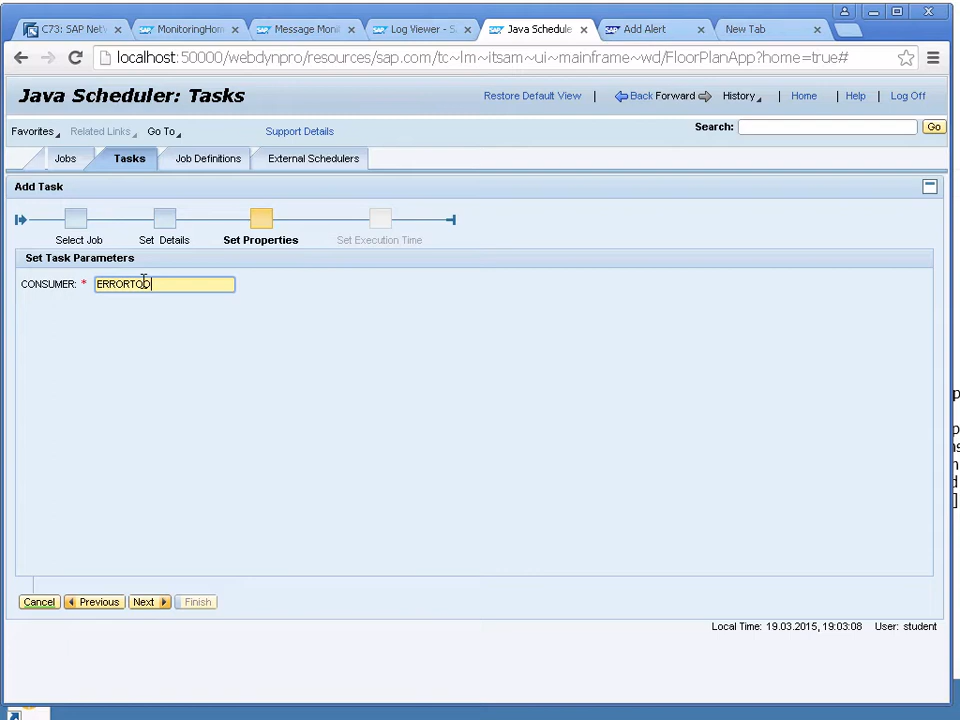 C73: SAP Net\
MonitoringHom
Message Moni
Log Viewer - S
Java Schedule
Add Alert
New Tab
localhost:50000/webdynpro/resources/sap.com/tc~lm~itsam~ui~mainframe~wd/FloorPlanApp?home=true#
Java Scheduler: Tasks
Restore Default View | Back Forward History | Home | Help | Log Off
Favorites Related Links Go To Support Details Search: Go
Jobs Tasks Job Definitions External Schedulers
Add Task
Select Job Set Details Set Properties Set Execution Time
Set Task Parameters
CONSUMER: * ERRORTOO
Cancel Previous Next Finish
Local Time: 19.03.2015, 19:03:08 User: student